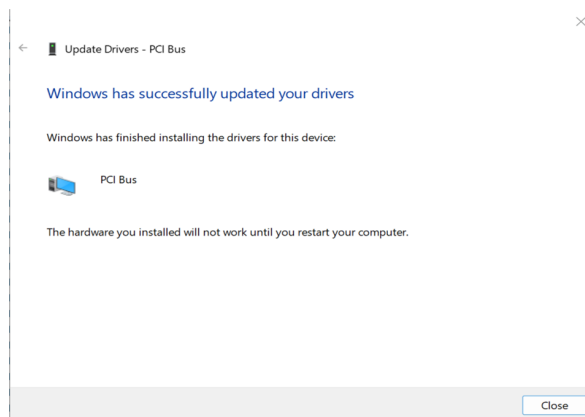 Update Drivers - PCI Bus
Windows has successfully updated your drivers
Windows has finished installing the drivers for this device:
PCI Bus
The hardware you installed will not work until you restart your computer.
Close